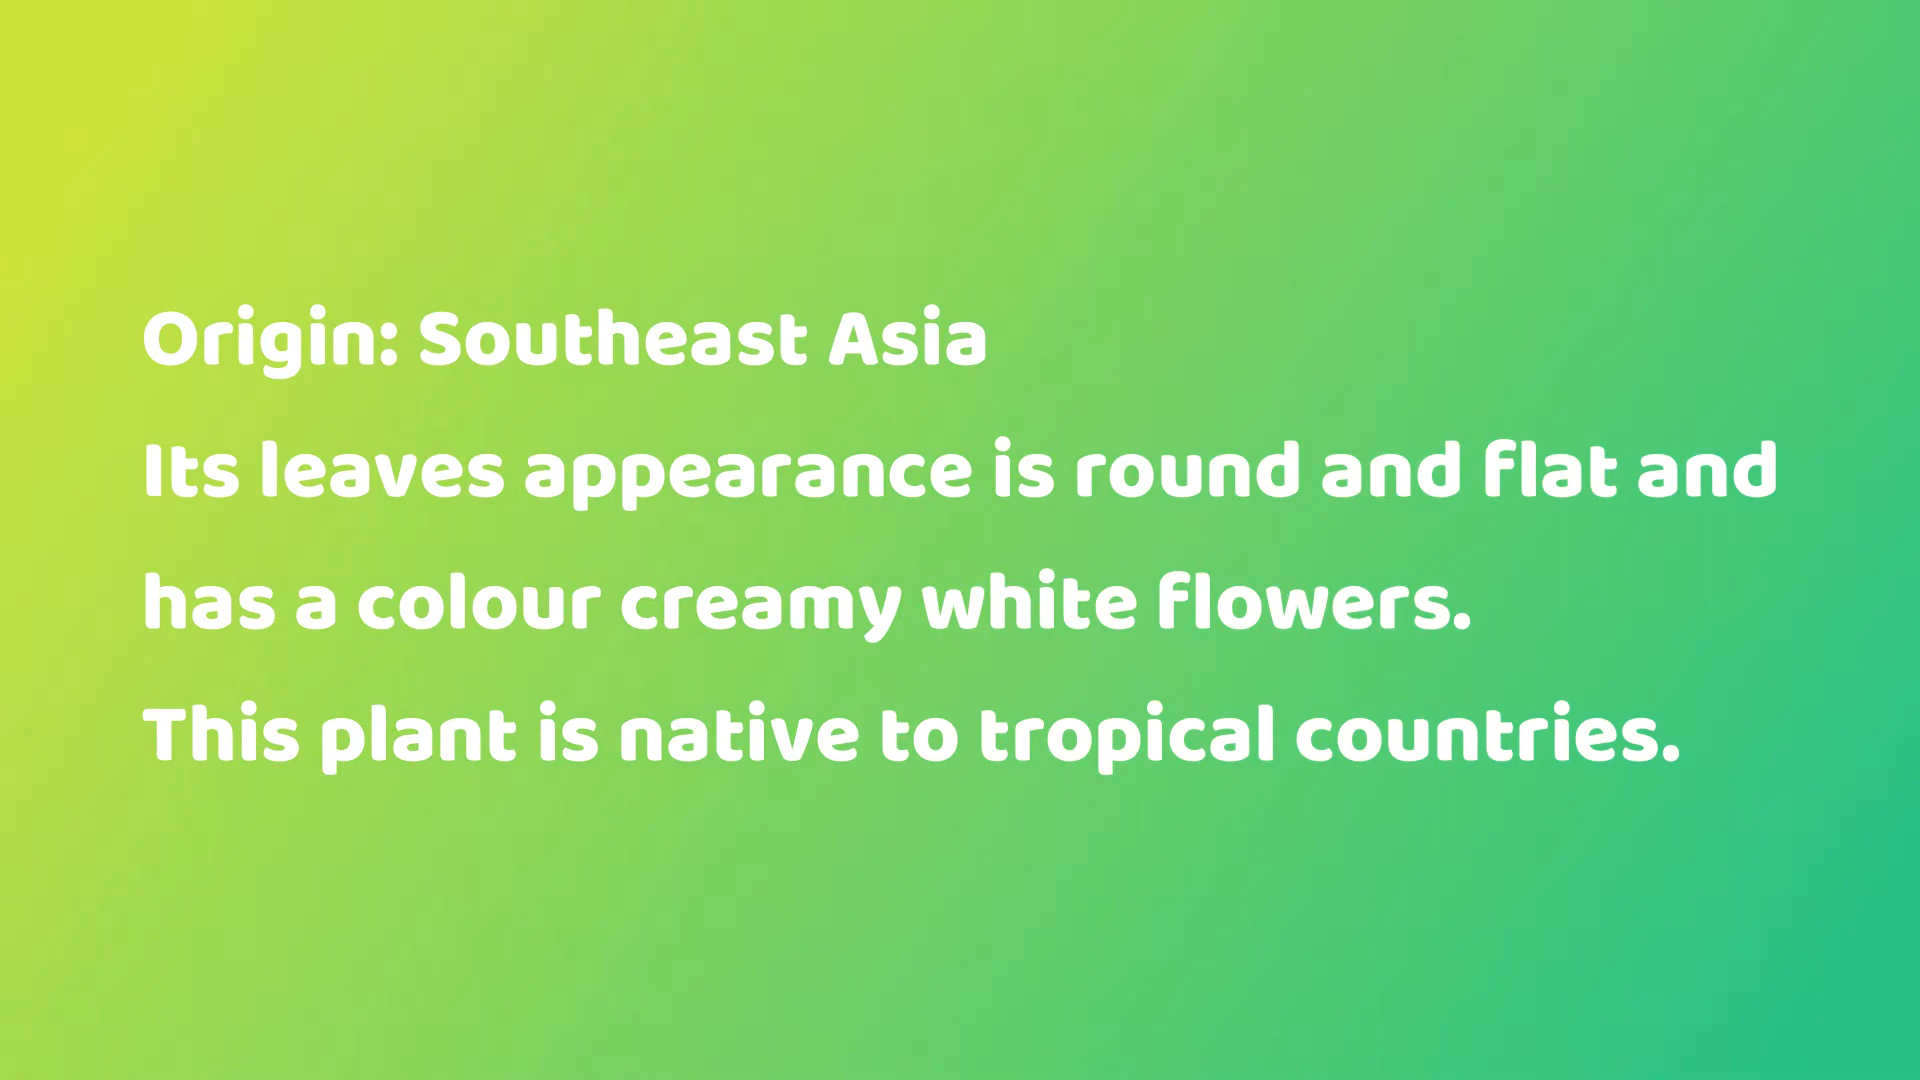 Origin: Southeast Asia
Its leaves appearance is round and flat and
has a colour creamy white flowers.
This plant is native to tropical countries.